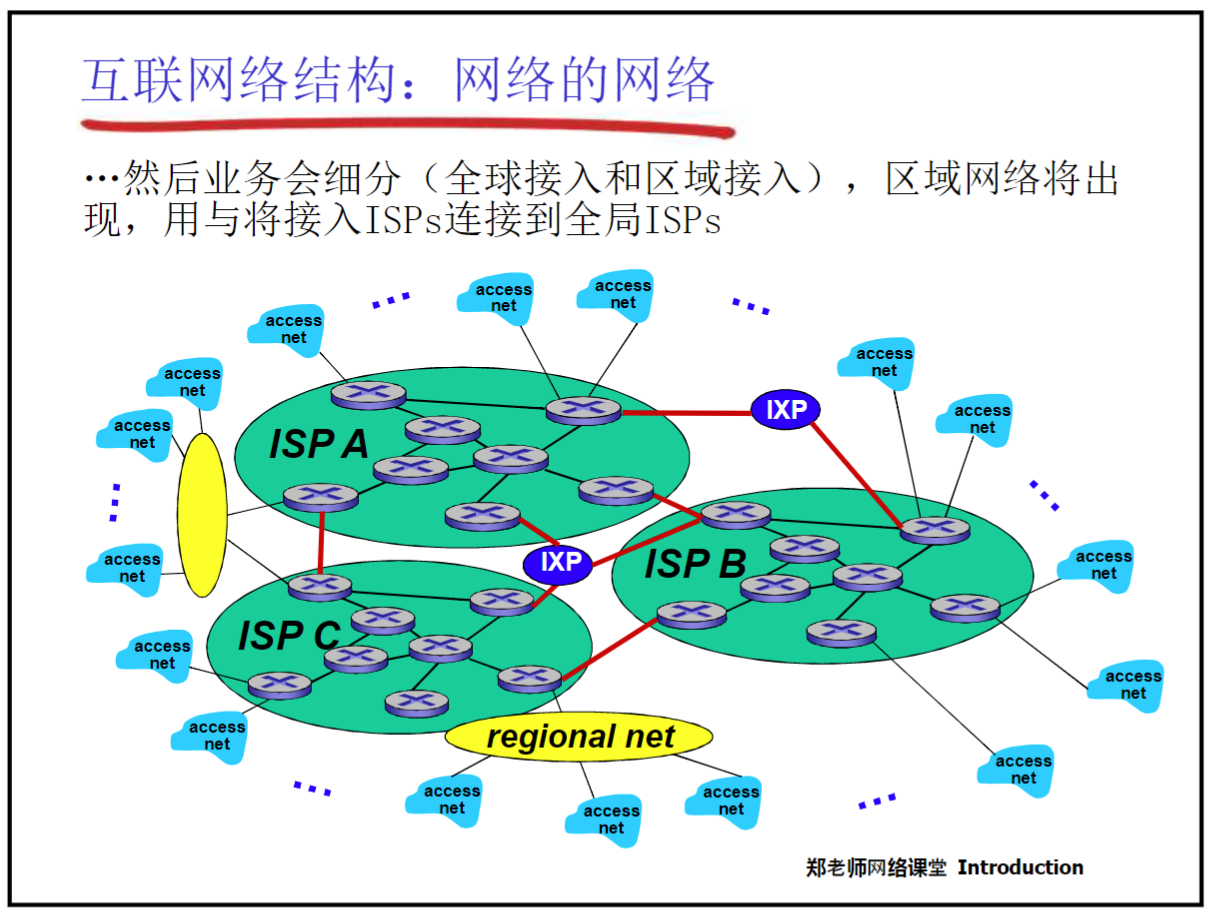 互联网络结构：网络的网络
…然后业务会细分（全球接入和区域接入），区域网络将出
现，用与将接入ISPs连接到全局ISPs
access
net
access
net
access
net
access
net
access
net
access
net
access
net
access
net
IXP
ISP A
IXP
ISP B
ISP C
access
net
access
net
access
net
access
net
access
net
access
net
regional net
access
net
access
net
access
net
郑老师网络课堂 Introduction